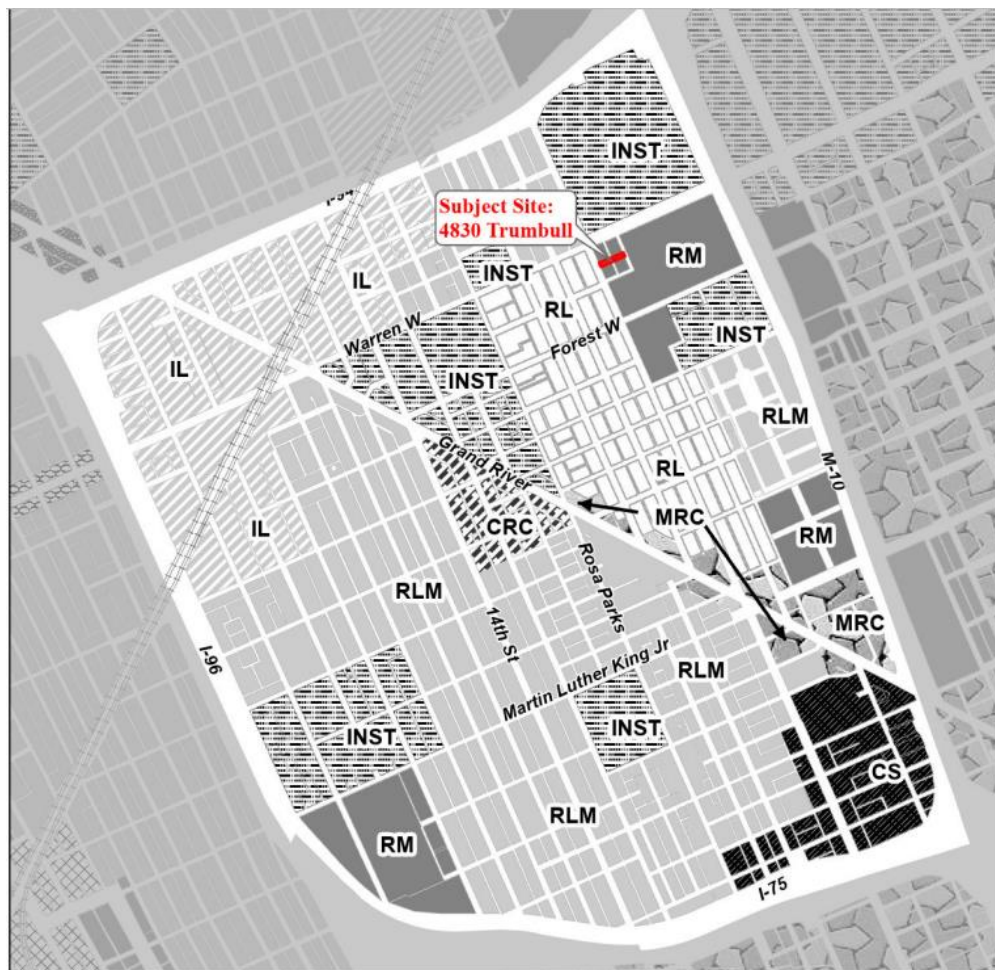 INST
Subject Site:
4830 Trumbull
I-94
RM
INST
IL
RL
Warren W
Forest W
INST
IL
INST
RLM
Grand River
RL
M-10
MRC
CRC
IL
RM
Rosa Parks
RLM
14th St
MRC
I-96
Martin Luther King Jr
RLM
INST
INST
CS
RLM
RM
I-75